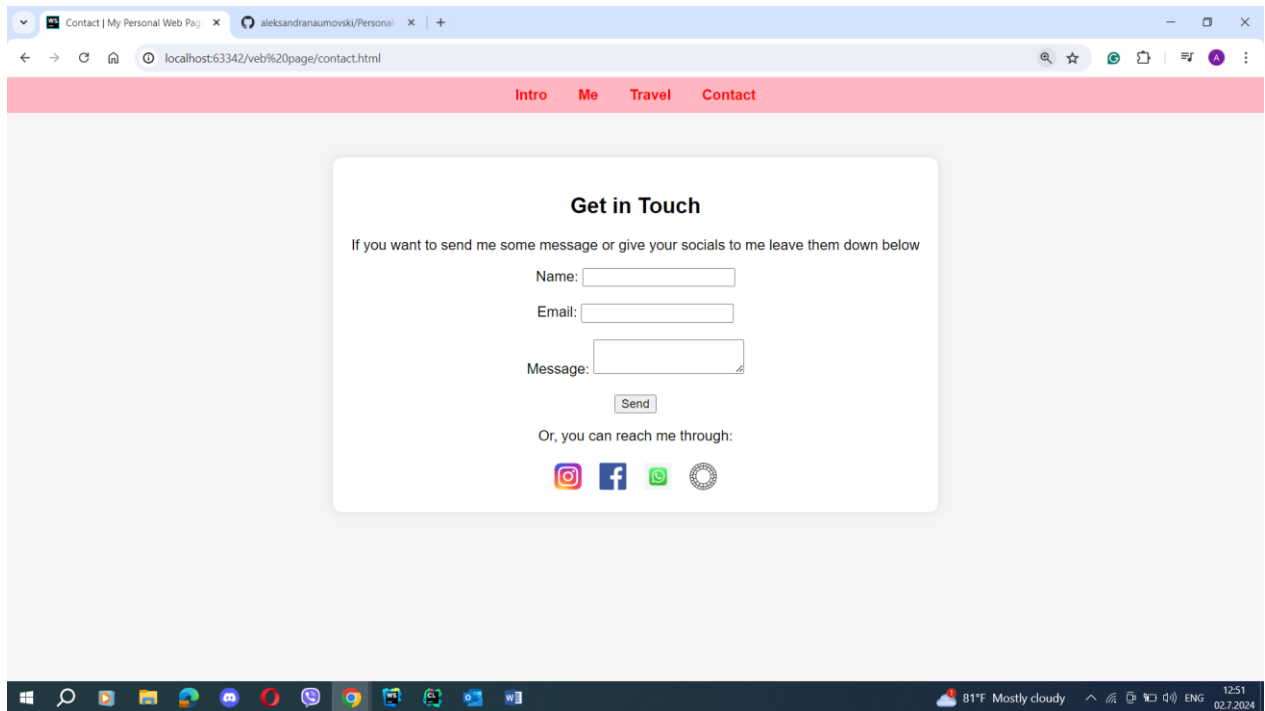 Contact | My Personal Web Pag
aleksandranaumovski/Personal-
localhost:63342/veb%20page/contact.html
A
Intro Me Travel Contact
Get in Touch
If you want to send me some message or give your socials to me leave them down below
Name:
Email:
Message:
Send
Or, you can reach me through:
81°F Mostly cloudy
ENG
12:51
02.7.2024